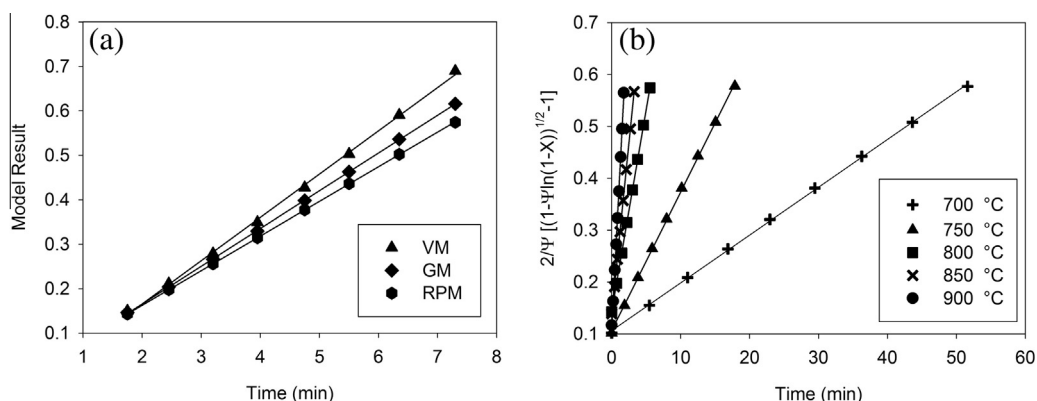 (a)
0.8
0.7
0.6
0.5
0.4
0.3
0.2
0.1
Model Result
VM
GM
RPM
1 2 3 4 5 6 7 8
Time (min)
(b)
0.7
0.6
0.5
0.4
0.3
0.2
0.1
2/Ψ [(1-Ψln(1-X))^1/2-1]
700 °C
750 °C
800 °C
850 °C
900 °C
0 10 20 30 40 50 60
Time (min)